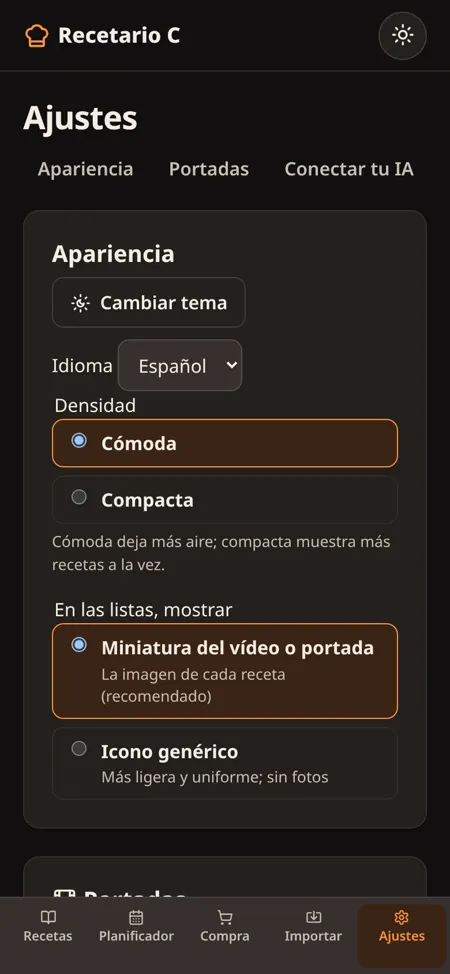 Recetario C
Ajustes
Apariencia Portadas Conectar tu IA
Apariencia
Cambiar tema
Idioma Español
Densidad
Cómoda
Compacta
Cómoda deja más aire; compacta muestra más
recetas a la vez.
En las listas, mostrar
Miniatura del vídeo o portada
La imagen de cada receta
(recomendado)
Icono genérico
Más ligera y uniforme; sin fotos
Portadas
Recetas Planificador Compra Importar Ajustes